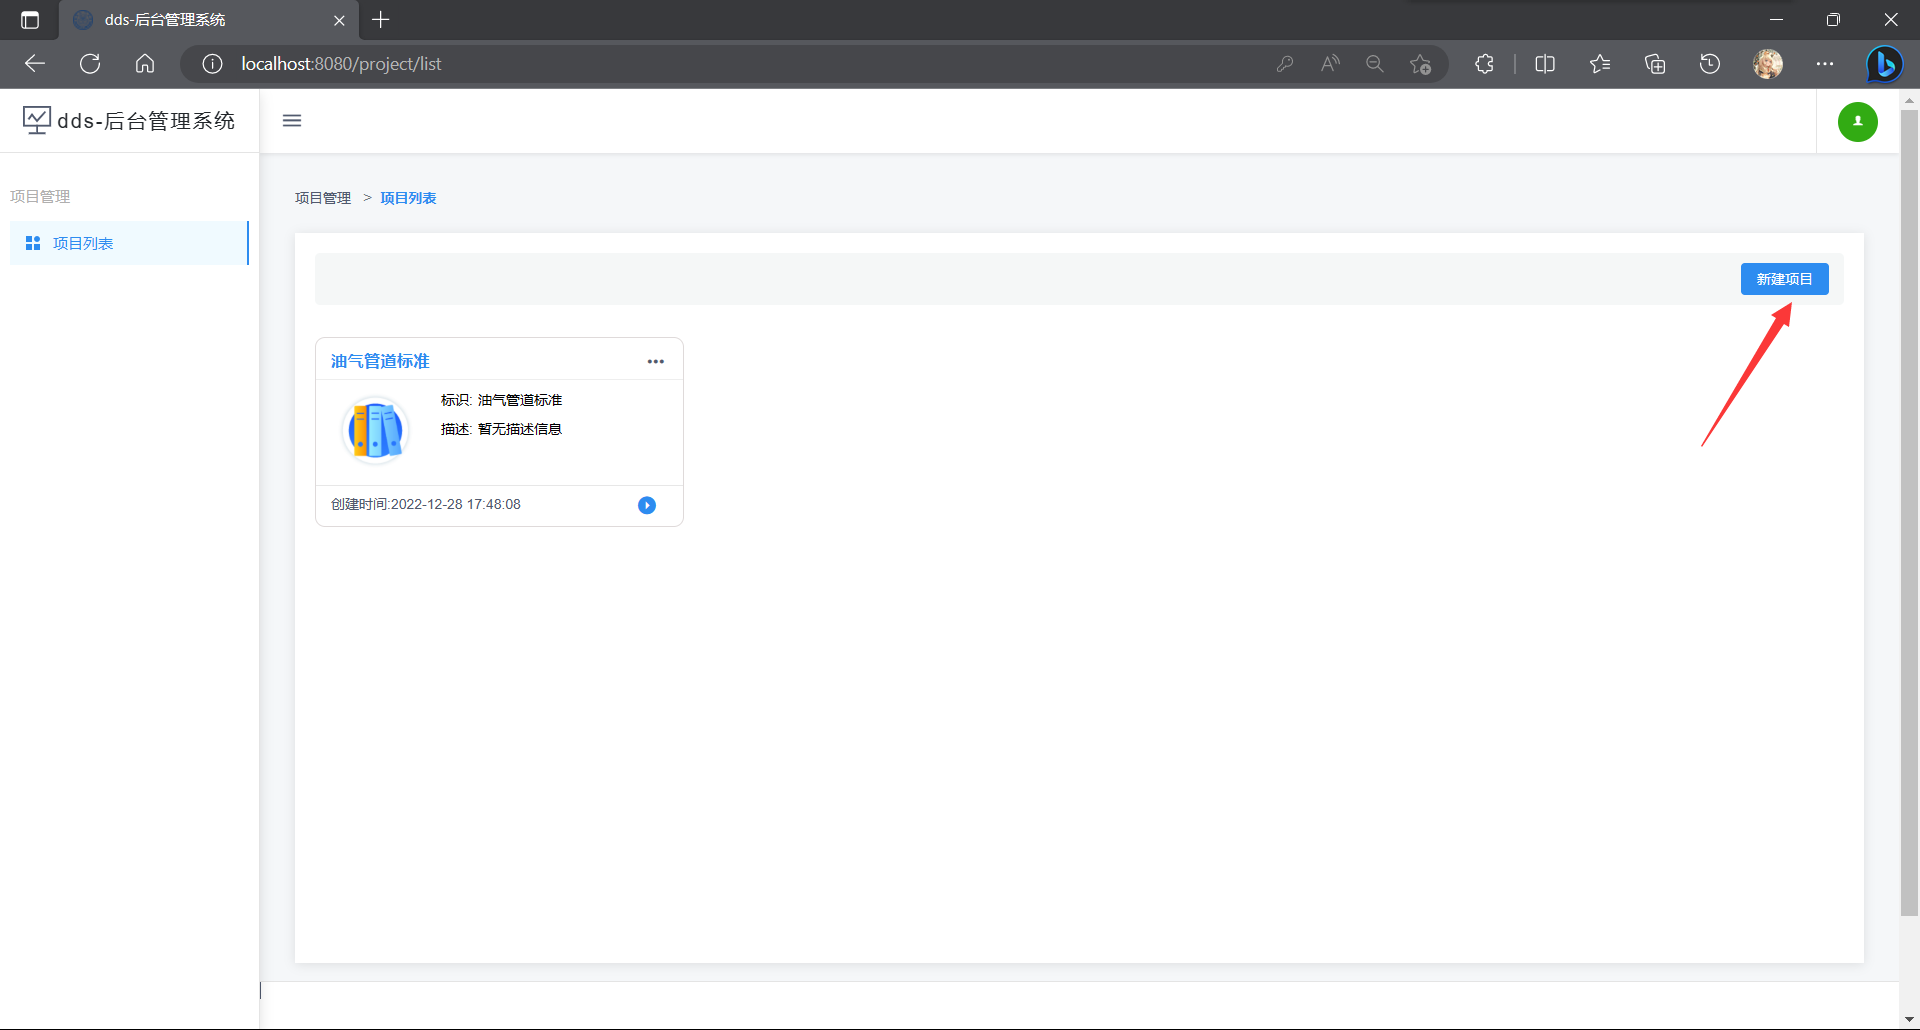 dds-后台管理系统
localhost:8080/project/list
dds-后台管理系统
项目管理
项目列表
项目管理 > 项目列表
新建项目
油气管道标准
标识: 油气管道标准
描述: 暂无描述信息
创建时间:2022-12-28 17:48:08